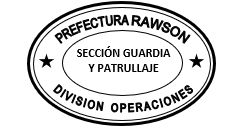 PREFECTURA RAWSON
SECCIÓN GUARDIA
Y PATRULLAJE
DIVISION OPERACIONES